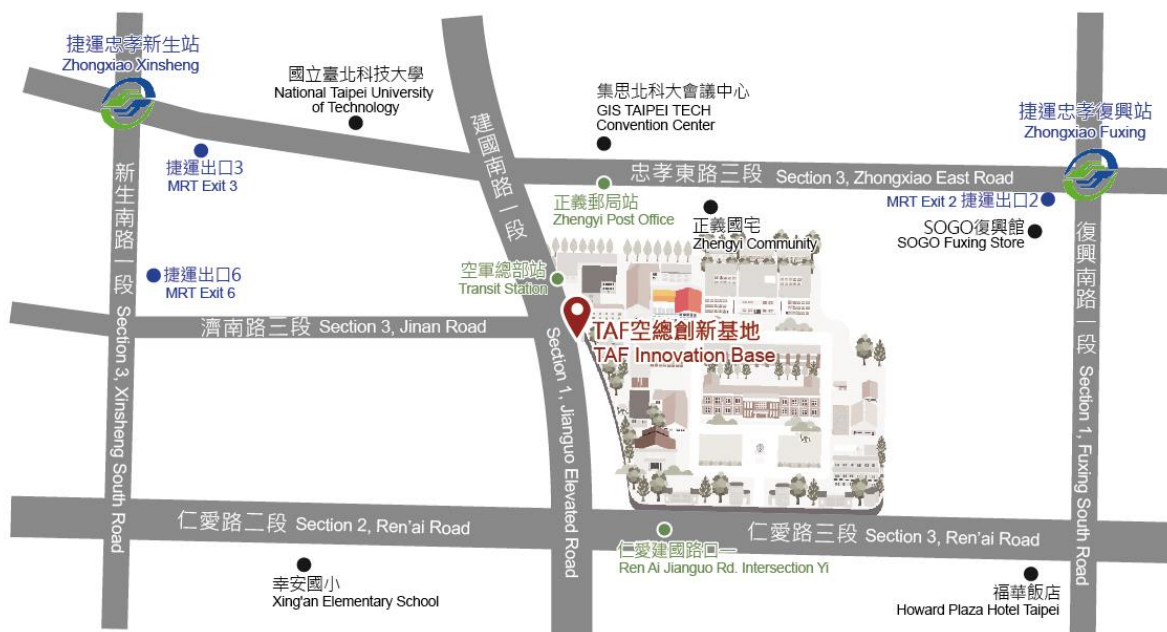 捷運忠孝新生站
Zhongxiao Xinsheng
國立臺北科技大學
National Taipei University
of Technology
集思北科大會議中心
GIS TAIPEI TECH
Convention Center
捷運忠孝復興站
Zhongxiao Fuxing
捷運出口3
MRT Exit 3
建國南路一段
忠孝東路三段 Section 3, Zhongxiao East Road
正義郵局站
Zhengyi Post Office
正義國宅
Zhengyi Community
MRT Exit 2 捷運出口2
SOGO復興館
SOGO Fuxing Store
新生南路一段 Section 3, Xinsheng South Road
捷運出口6
MRT Exit 6
空軍總部站
Transit Station
復興南路一段 Section 1, Fuxing South Road
濟南路三段 Section 3, Jinan Road
TAF空總創新基地
TAF Innovation Base
Section 1, Jianguo Elevated Road
仁愛路二段 Section 2, Ren'ai Road
仁愛路三段 Section 3, Ren'ai Road
仁愛建國路口一
Ren Ai Jianguo Rd. Intersection Yi
幸安國小
Xing'an Elementary School
福華飯店
Howard Plaza Hotel Taipei